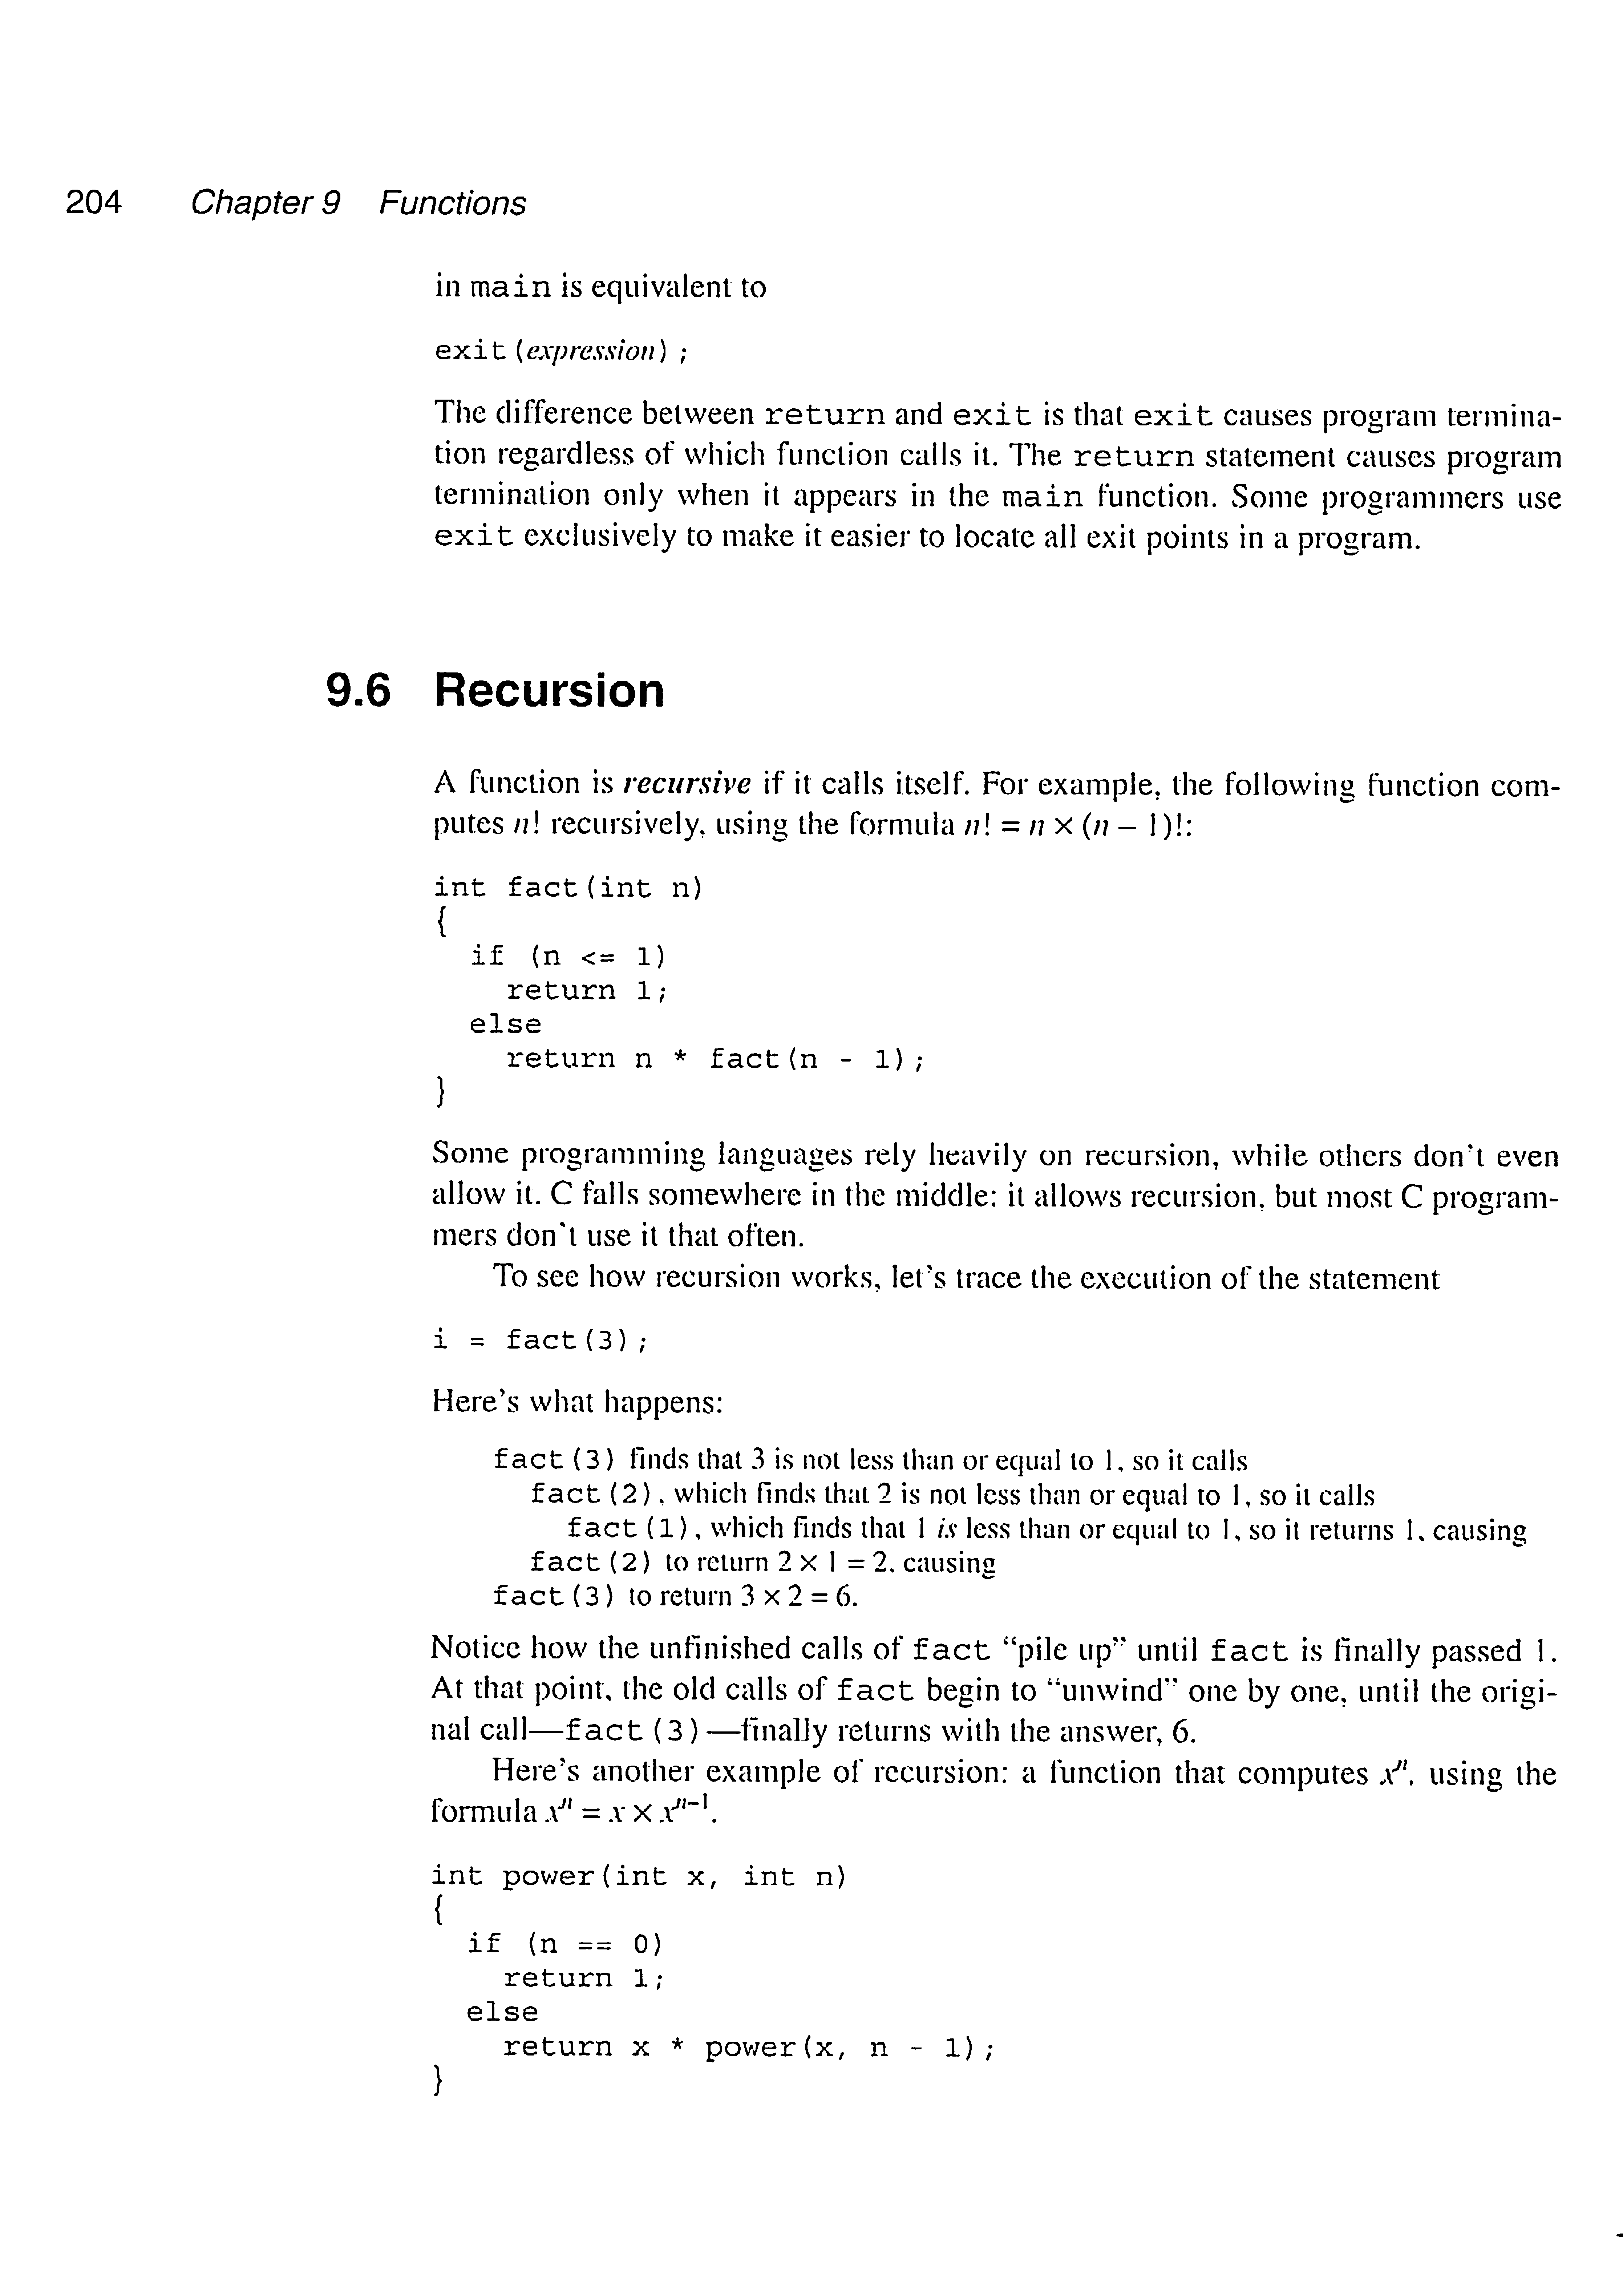 204 Chapter 9 Functions
in main is equivalent to
exit(expression);
The difference between return and exit is that exit causes program termina-
tion regardless of which function calls it. The return statement causes program
termination only when it appears in the main function. Some programmers use
exit exclusively to make it easier to locate all exit points in a program.
9.6 Recursion
A function is recursive if it calls itself. For example, the following function com-
putes n! recursively, using the formula n! = n × (n – 1)!:
int fact(int n)
{
  if (n <= 1)
    return 1;
  else
    return n * fact(n - 1);
}
Some programming languages rely heavily on recursion, while others don't even
allow it. C falls somewhere in the middle: it allows recursion, but most C program-
mers don't use it that often.
To see how recursion works, let's trace the execution of the statement
i = fact(3);
Here's what happens:
fact(3) finds that 3 is not less than or equal to 1, so it calls
  fact(2), which finds that 2 is not less than or equal to 1, so it calls
    fact(1), which finds that 1 is less than or equal to 1, so it returns 1, causing
  fact(2) to return 2 × 1 = 2, causing
fact(3) to return 3 × 2 = 6.
Notice how the unfinished calls of fact “pile up” until fact is finally passed 1.
At that point, the old calls of fact begin to “unwind” one by one, until the origi-
nal call—fact(3)—finally returns with the answer, 6.
Here's another example of recursion: a function that computes xⁿ, using the
formula xⁿ = x × xⁿ⁻¹.
int power(int x, int n)
{
  if (n == 0)
    return 1;
  else
    return x * power(x, n - 1);
}